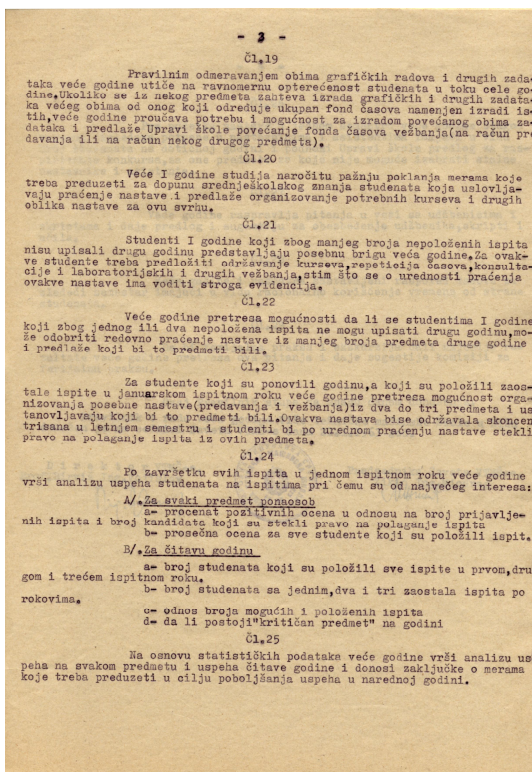 - 3 -
Čl.19
Pravilnim odmeravanjem obima grafičkih radova i drugih zada-
taka veće godine utiče na ravnomernu opterećenost studenata u toku cele go-
dine.Ukoliko se iz nekog predmeta zahteva izrada grafičkih i drugih zadata-
ka većeg obima od onog koji određuje ukupan fond časova namenjen izradi is-
tih,veće godine proučava potrebu i mogućnost za izradom povećanog obima za-
dataka i predlaže Upravi škole povećanje fonda časova vežbanja(na račun pre
davanja ili na račun nekog drugog predmeta).
Čl.20
Veće I godine studija naročitu pažnju poklanja merama koje
treba preduzeti za dopunu srednješkolskog znanja studenata koja uslovlja-
vaju praćenje nastave i predlaže organizovanje potrebnih kurseva i drugih
oblika nastave za ovu svrhu.
Čl.21
Studenti I godine koji zbog manjeg broja nepoloženih ispita
nisu upisali drugu godinu predstavljaju posebnu brigu veća godine.Za ovak-
ve studente treba predložiti održavanje kurseva,repeticija časova,konsulta-
cije i laboratorijskih i drugih vežbanja,stim što se o urednosti praćenja
ovakve nastave ima voditi stroga evidencija.
Čl.22
Veće godine pretresa mogućnosti da li se studentima I godine
koji zbog jednog ili dva nepoložena ispita ne mogu upisati drugu godinu,mo-
že odobriti redovno praćenje nastave iz manjeg broja predmeta druge godine
i predlaže koji bi to predmeti bili.
Čl.23
Za studente koji su ponovili godinu,a koji su položili zaos-
tale ispite u januarskom ispitnom roku veće godine pretresa mogućnost orga-
nizovanja posebne nastave(predavanja i vežbanja)iz dva do tri predmeta i us
tanovljavaju koji bi to predmeti bili.Ovakva nastava bise održavala skoncen
trisana u letnjem semestru i studenti bi po urednom praćenju nastave stekli
pravo na polaganje ispita iz ovih predmeta.
Čl.24
Po završetku svih ispita u jednom ispitnom roku veće godine
vrši analizu uspeha studenata na ispitima pri čemu su od najvećeg interesa:
A/.Za svaki predmet ponaosob
a- procenat pozitivnih ocena u odnosu na broj prijavlje-
nih ispita i broj kandidata koji su stekli pravo na polaganje ispita
b- prosečna ocena za sve studente koji su položili ispit.
B/.Za čitavu godinu
a- broj studenata koji su položili sve ispite u prvom,dru
gom i trećem ispitnom roku.
b- broj studenata sa jednim,dva i tri zaostala ispita po
rokovima.
c- odnos broja mogućih i položenih ispita
d- da li postoji"kritičan predmet" na godini
Čl.25
Na osnovu statističkih podataka veće godine vrši analizu us
peha na svakom predmetu i uspeha čitave godine i donosi zaključke o merama
koje treba preduzeti u cilju poboljšanja uspeha u narednoj godini.